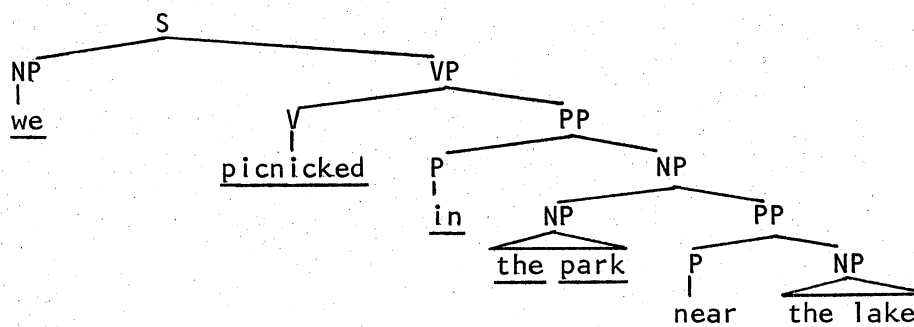 S
NP VP
we V PP
picnicked P NP
in NP PP
the park P NP
near the lake